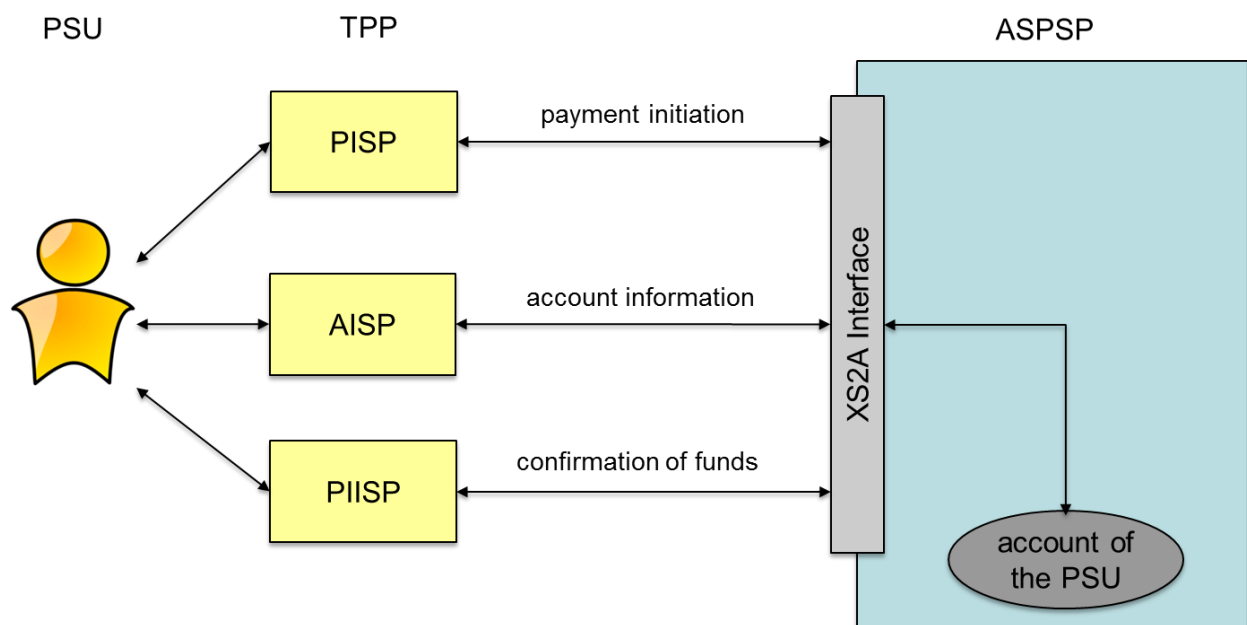 PSU
TPP
ASPSP
PISP
payment initiation
AISP
account information
PIISP
confirmation of funds
XS2A Interface
account of
the PSU